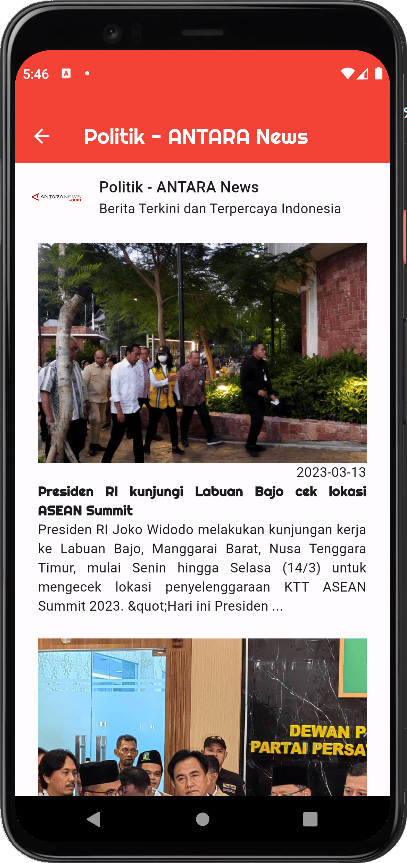 5:46
A
Politik - ANTARA News
ANTARANEWS
.com
Politik - ANTARA News
Berita Terkini dan Terpercaya Indonesia
2023-03-13
Presiden RI kunjungi Labuan Bajo cek lokasi
ASEAN Summit
Presiden RI Joko Widodo melakukan kunjungan kerja
ke Labuan Bajo, Manggarai Barat, Nusa Tenggara
Timur, mulai Senin hingga Selasa (14/3) untuk
mengecek lokasi penyelenggaraan KTT ASEAN
Summit 2023. &quot;Hari ini Presiden ...
DEWAN P
PARTAI PERSAT